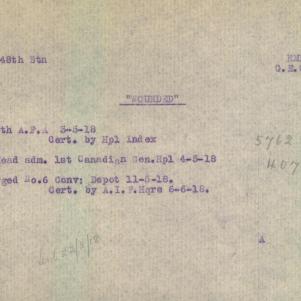 48th Btn
"WOUNDED"
th A.F.A 3-5-18
Cert. by Hpl Index
5762
ead adm. 1st Canadian Gen.Hpl 4-5-18
407
ged No.6 Conv; Depot 11-5-18.
Cert. by A.I.F.Hqrs 6-6-18.
A